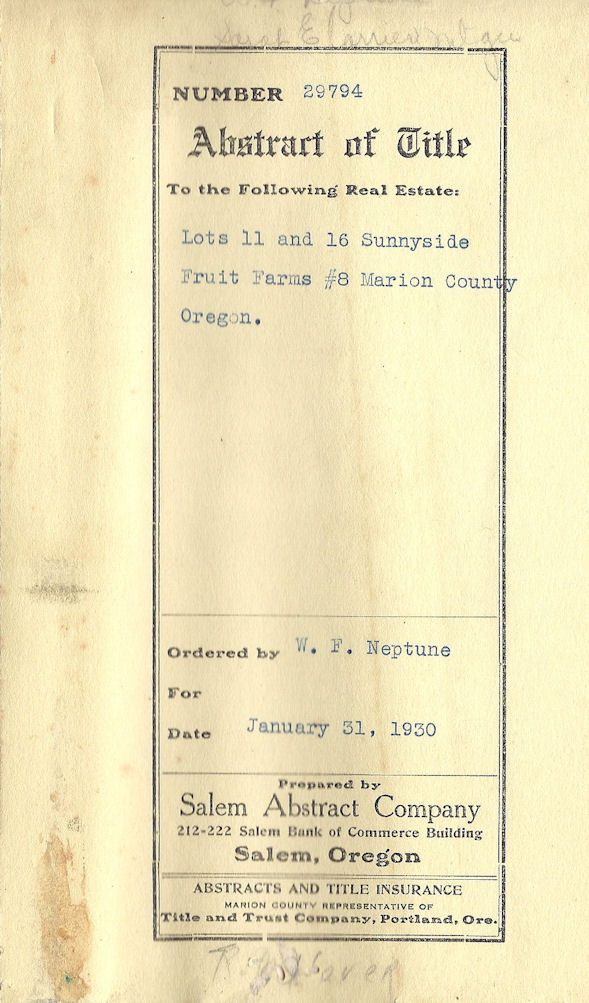 Sarah E
NUMBER 29794
Abstract of Title
To the Following Real Estate:
Lots 11 and 16 Sunnyside
Fruit Farms #8 Marion County
Oregon.
Ordered by W. F. Neptune
For
Date January 31, 1930
Prepared by
Salem Abstract Company
212-222 Salem Bank of Commerce Building
Salem, Oregon
ABSTRACTS AND TITLE INSURANCE
MARION COUNTY REPRESENTATIVE OF
Title and Trust Company, Portland, Ore.